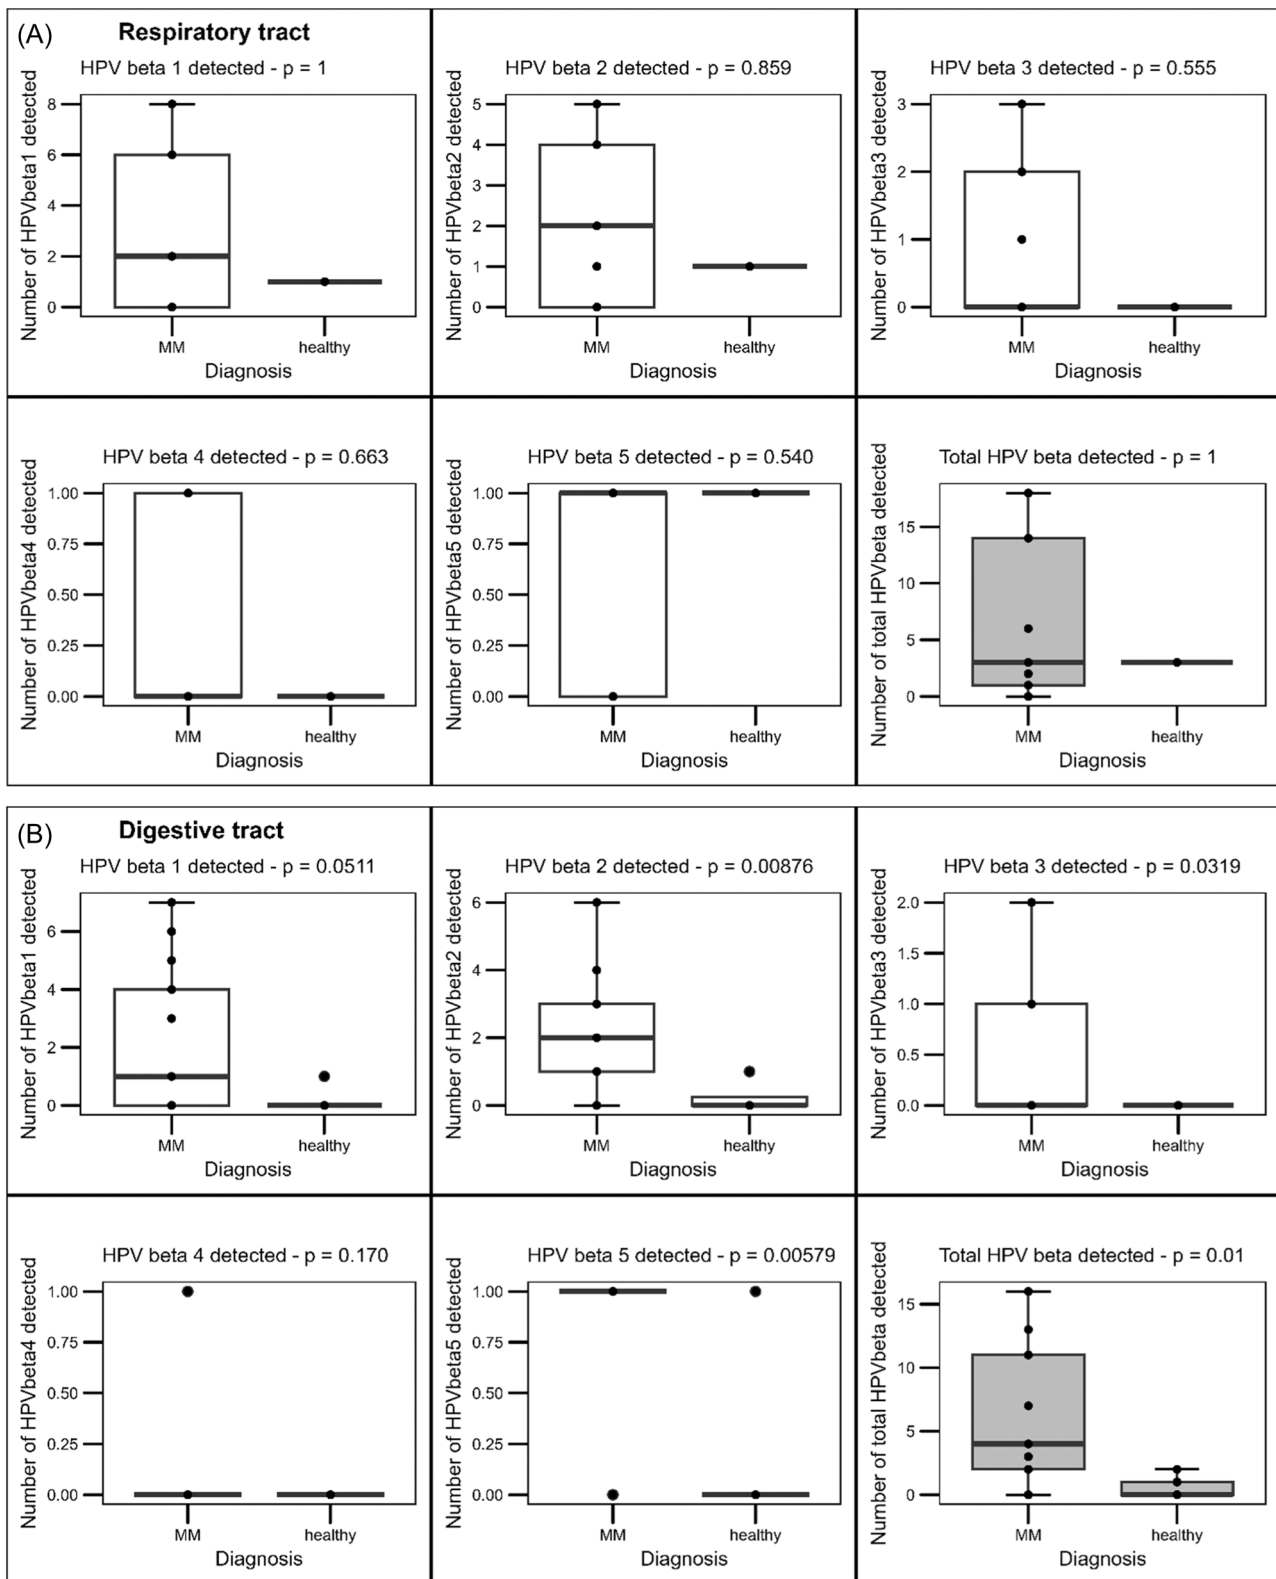 (A) Respiratory tract
HPV beta 1 detected - p = 1
Number of HPVbeta1 detected
8
6
4
2
0
MM healthy
Diagnosis
HPV beta 2 detected - p = 0.859
Number of HPVbeta2 detected
5
4
3
2
1
0
MM healthy
Diagnosis
HPV beta 3 detected - p = 0.555
Number of HPVbeta3 detected
3
2
1
0
MM healthy
Diagnosis
HPV beta 4 detected - p = 0.663
Number of HPVbeta4 detected
1.00
0.75
0.50
0.25
0.00
MM healthy
Diagnosis
HPV beta 5 detected - p = 0.540
Number of HPVbeta5 detected
1.00
0.75
0.50
0.25
0.00
MM healthy
Diagnosis
Total HPV beta detected - p = 1
Number of total HPVbeta detected
15
10
5
0
MM healthy
Diagnosis
(B) Digestive tract
HPV beta 1 detected - p = 0.0511
Number of HPVbeta1 detected
6
4
2
0
MM healthy
Diagnosis
HPV beta 2 detected - p = 0.00876
Number of HPVbeta2 detected
6
4
2
0
MM healthy
Diagnosis
HPV beta 3 detected - p = 0.0319
Number of HPVbeta3 detected
2.0
1.5
1.0
0.5
0.0
MM healthy
Diagnosis
HPV beta 4 detected - p = 0.170
Number of HPVbeta4 detected
1.00
0.75
0.50
0.25
0.00
MM healthy
Diagnosis
HPV beta 5 detected - p = 0.00579
Number of HPVbeta5 detected
1.00
0.75
0.50
0.25
0.00
MM healthy
Diagnosis
Total HPV beta detected - p = 0.01
Number of total HPVbeta detected
15
10
5
0
MM healthy
Diagnosis